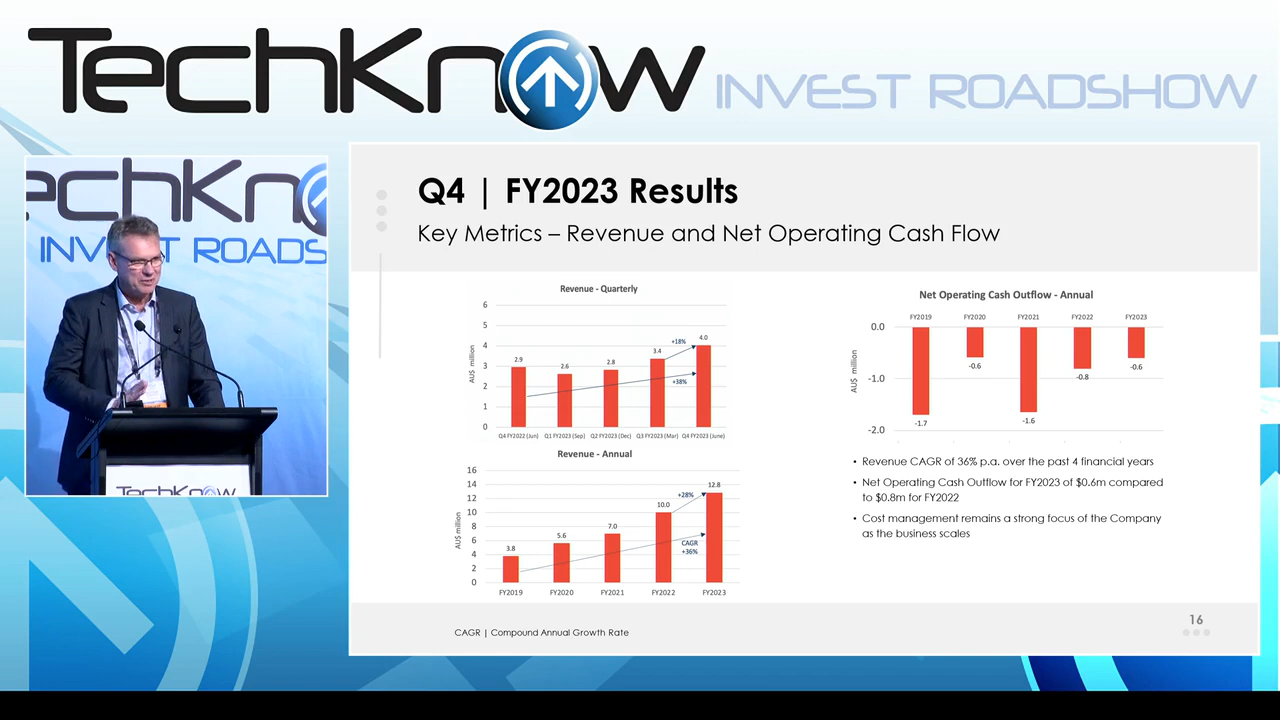 TechKnow INVEST ROADSHOW
echKn
INVEST ROADS
TechKnow
Q4 | FY2023 Results
Key Metrics – Revenue and Net Operating Cash Flow
Revenue - Quarterly
AU$ million
6
5
4
3
2
1
0
2.9
2.6
2.8
3.4
4.0
+18%
+38%
Q4 FY2022 (Jun) Q1 FY2023 (Sep) Q2 FY2023 (Dec) Q3 FY2023 (Mar) Q4 FY2023 (June)
Revenue - Annual
AU$ million
16
14
12
10
8
6
4
2
0
3.8
5.6
7.0
10.0
12.8
+28%
CAGR
+36%
FY2019 FY2020 FY2021 FY2022 FY2023
Net Operating Cash Outflow - Annual
FY2019 FY2020 FY2021 FY2022 FY2023
AU$ million
0.0
-1.0
-2.0
-1.7
-0.6
-1.6
-0.8
-0.6
• Revenue CAGR of 36% p.a. over the past 4 financial years
• Net Operating Cash Outflow for FY2023 of $0.6m compared
to $0.8m for FY2022
• Cost management remains a strong focus of the Company
as the business scales
CAGR | Compound Annual Growth Rate
16